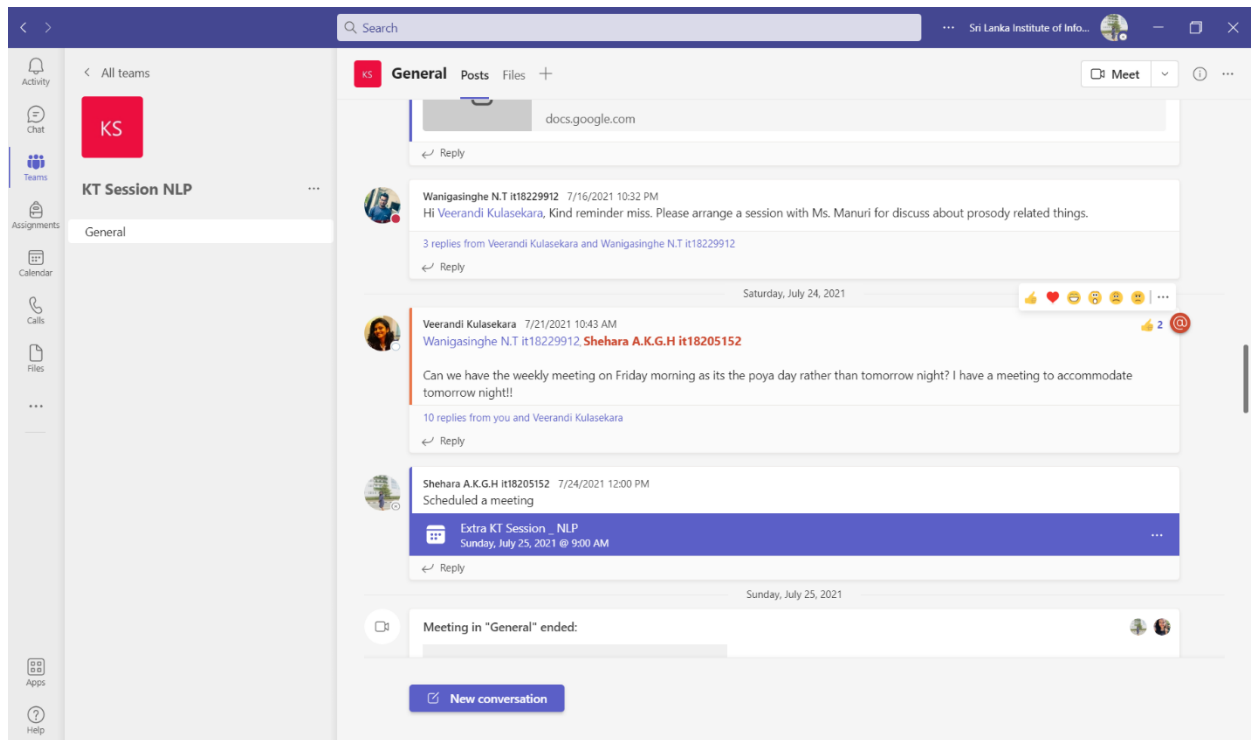 Search
Sri Lanka Institute of Info...
Activity
Chat
Teams
Assignments
Calendar
Calls
Files
Apps
Help
All teams
KS
KT Session NLP
General
KS General Posts Files
Meet
docs.google.com
Reply
Wanigasinghe N.T it18229912 7/16/2021 10:32 PM
Hi Veerandi Kulasekara, Kind reminder miss. Please arrange a session with Ms. Manuri for discuss about prosody related things.
3 replies from Veerandi Kulasekara and Wanigasinghe N.T it18229912
Reply
Saturday, July 24, 2021
Veerandi Kulasekara 7/21/2021 10:43 AM
2 @
Wanigasinghe N.T it18229912, Shehara A.K.G.H it18205152
Can we have the weekly meeting on Friday morning as its the poya day rather than tomorrow night? I have a meeting to accommodate
tomorrow night!!
10 replies from you and Veerandi Kulasekara
Reply
Shehara A.K.G.H it18205152 7/24/2021 12:00 PM
Scheduled a meeting
Extra KT Session _ NLP
Sunday, July 25, 2021 @ 9:00 AM
Reply
Sunday, July 25, 2021
Meeting in "General" ended:
New conversation